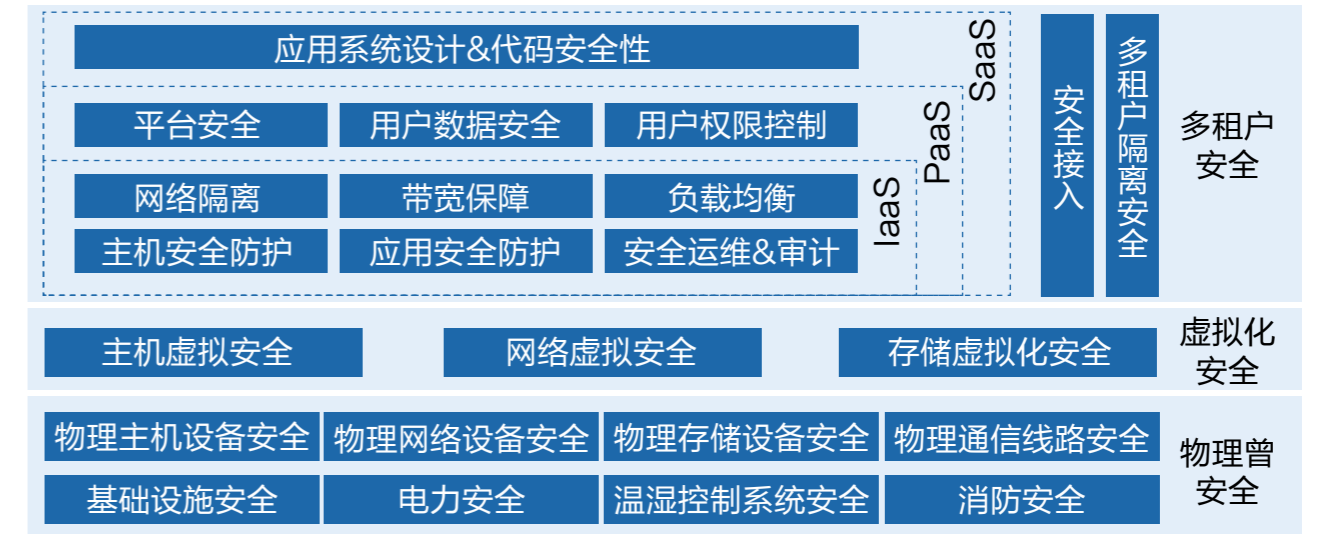 应用系统设计&代码安全性
SaaS
平台安全
用户数据安全
用户权限控制
PaaS
网络隔离
带宽保障
负载均衡
IaaS
主机安全防护
应用安全防护
安全运维&审计
安全接入
多租户隔离安全
多租户
安全
主机虚拟安全
网络虚拟安全
存储虚拟化安全
虚拟化
安全
物理主机设备安全
物理网络设备安全
物理存储设备安全
物理通信线路安全
基础设施安全
电力安全
温湿控制系统安全
消防安全
物理曾
安全